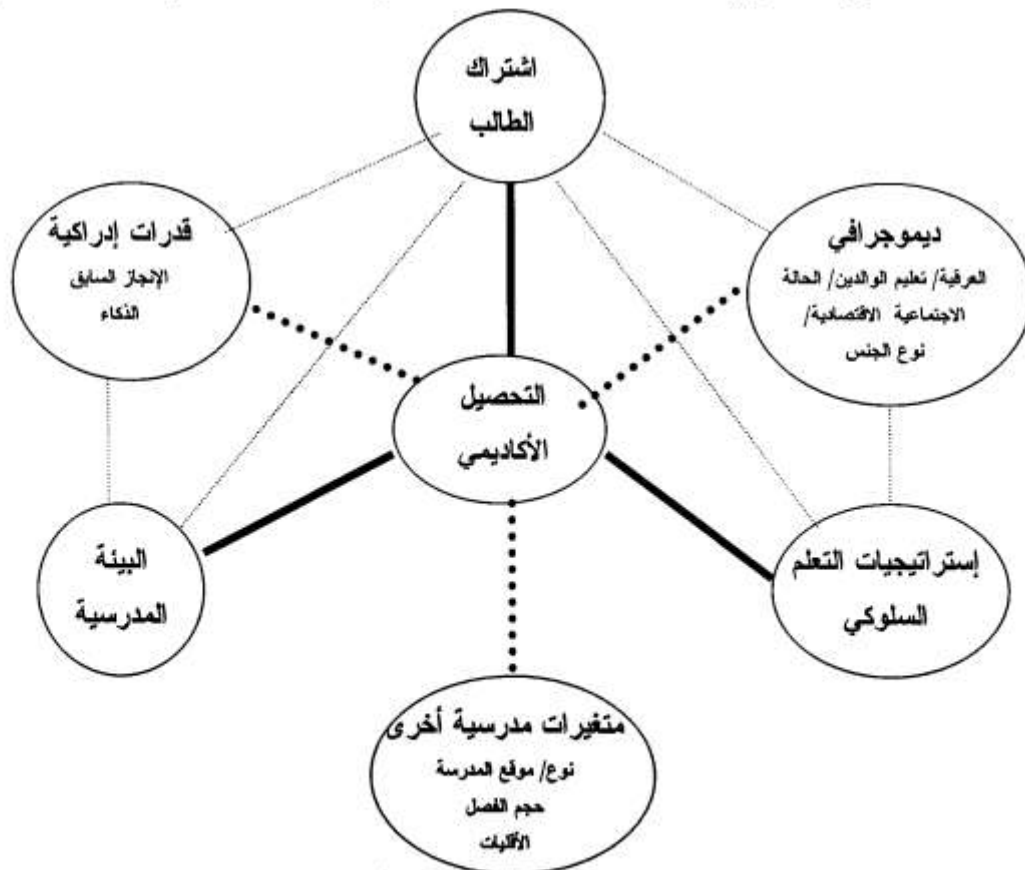 اشتراك
الطالب
ديموجرافي
العرقية/ تعليم الوالدين/ الحالة
الاجتماعية الاقتصادية/
نوع الجنس
قدرات إدراكية
الإنجاز السابق
الذكاء
التحصيل
الأكاديمي
إستراتيجيات التعلم
السلوكي
البيئة
المدرسية
متغيرات مدرسية أخرى
نوع/ موقع المدرسة
حجم الفصل
الأقليات